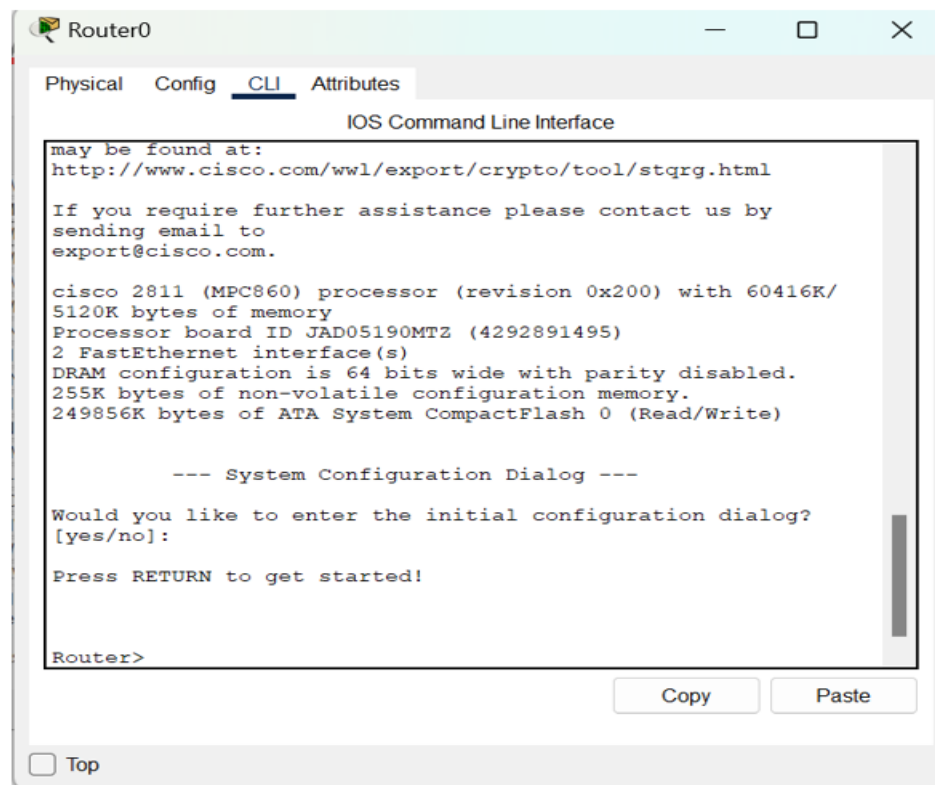 Router0
Physical Config CLI Attributes
IOS Command Line Interface
may be found at:
http://www.cisco.com/wwl/export/crypto/tool/stqrg.html
If you require further assistance please contact us by
sending email to
export@cisco.com.
cisco 2811 (MPC860) processor (revision 0x200) with 60416K/
5120K bytes of memory
Processor board ID JAD05190MTZ (4292891495)
2 FastEthernet interface(s)
DRAM configuration is 64 bits wide with parity disabled.
255K bytes of non-volatile configuration memory.
249856K bytes of ATA System CompactFlash 0 (Read/Write)
--- System Configuration Dialog ---
Would you like to enter the initial configuration dialog?
[yes/no]:
Press RETURN to get started!
Router>
Copy Paste
Top